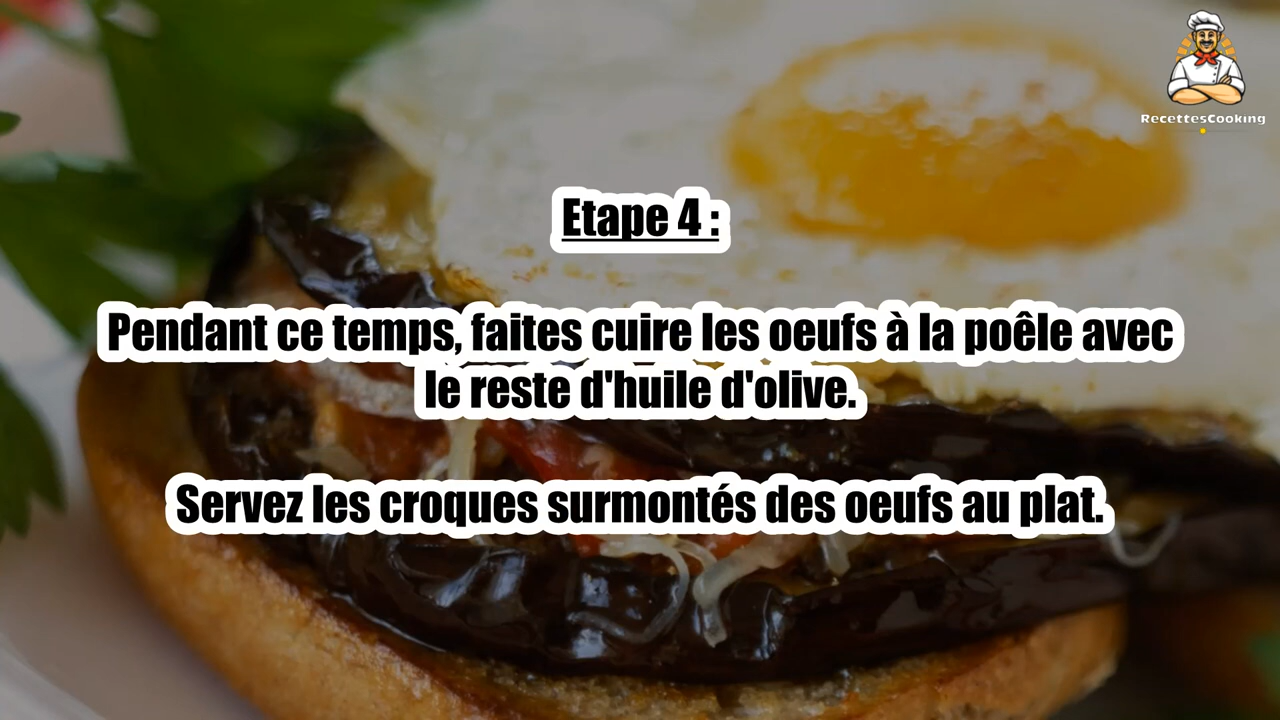 RecettesCooking
Etape 4 :
Pendant ce temps, faites cuire les oeufs à la poêle avec
le reste d'huile d'olive.
Servez les croques surmontés des oeufs au plat.